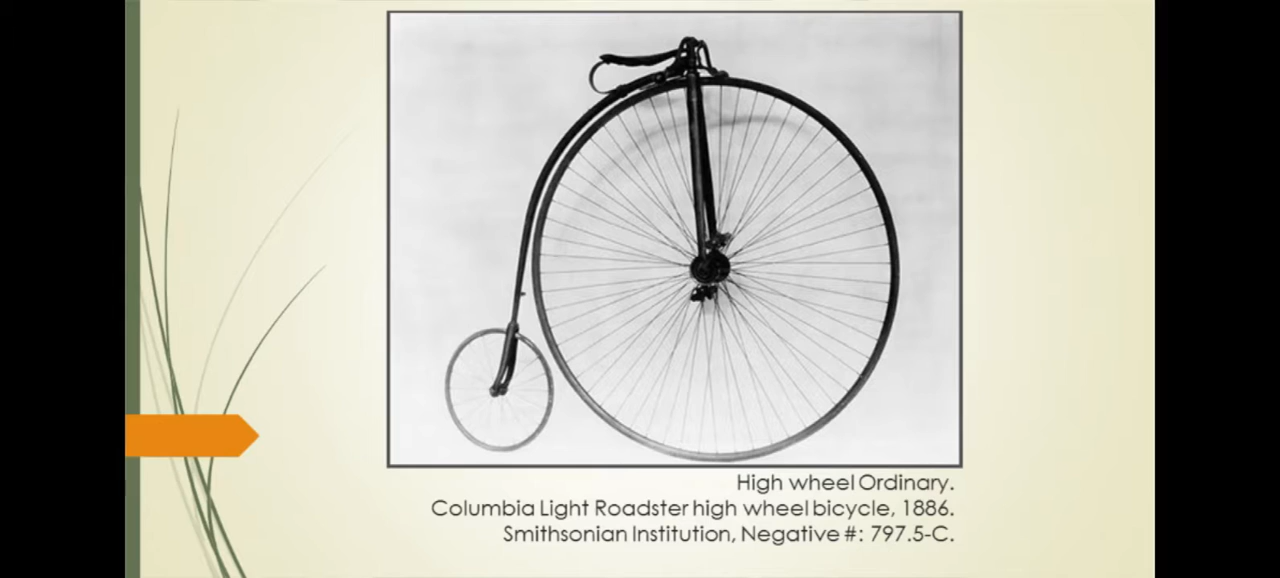 High wheel Ordinary.
Columbia Light Roadster high wheel bicycle, 1886.
Smithsonian Institution, Negative #: 797.5-C.